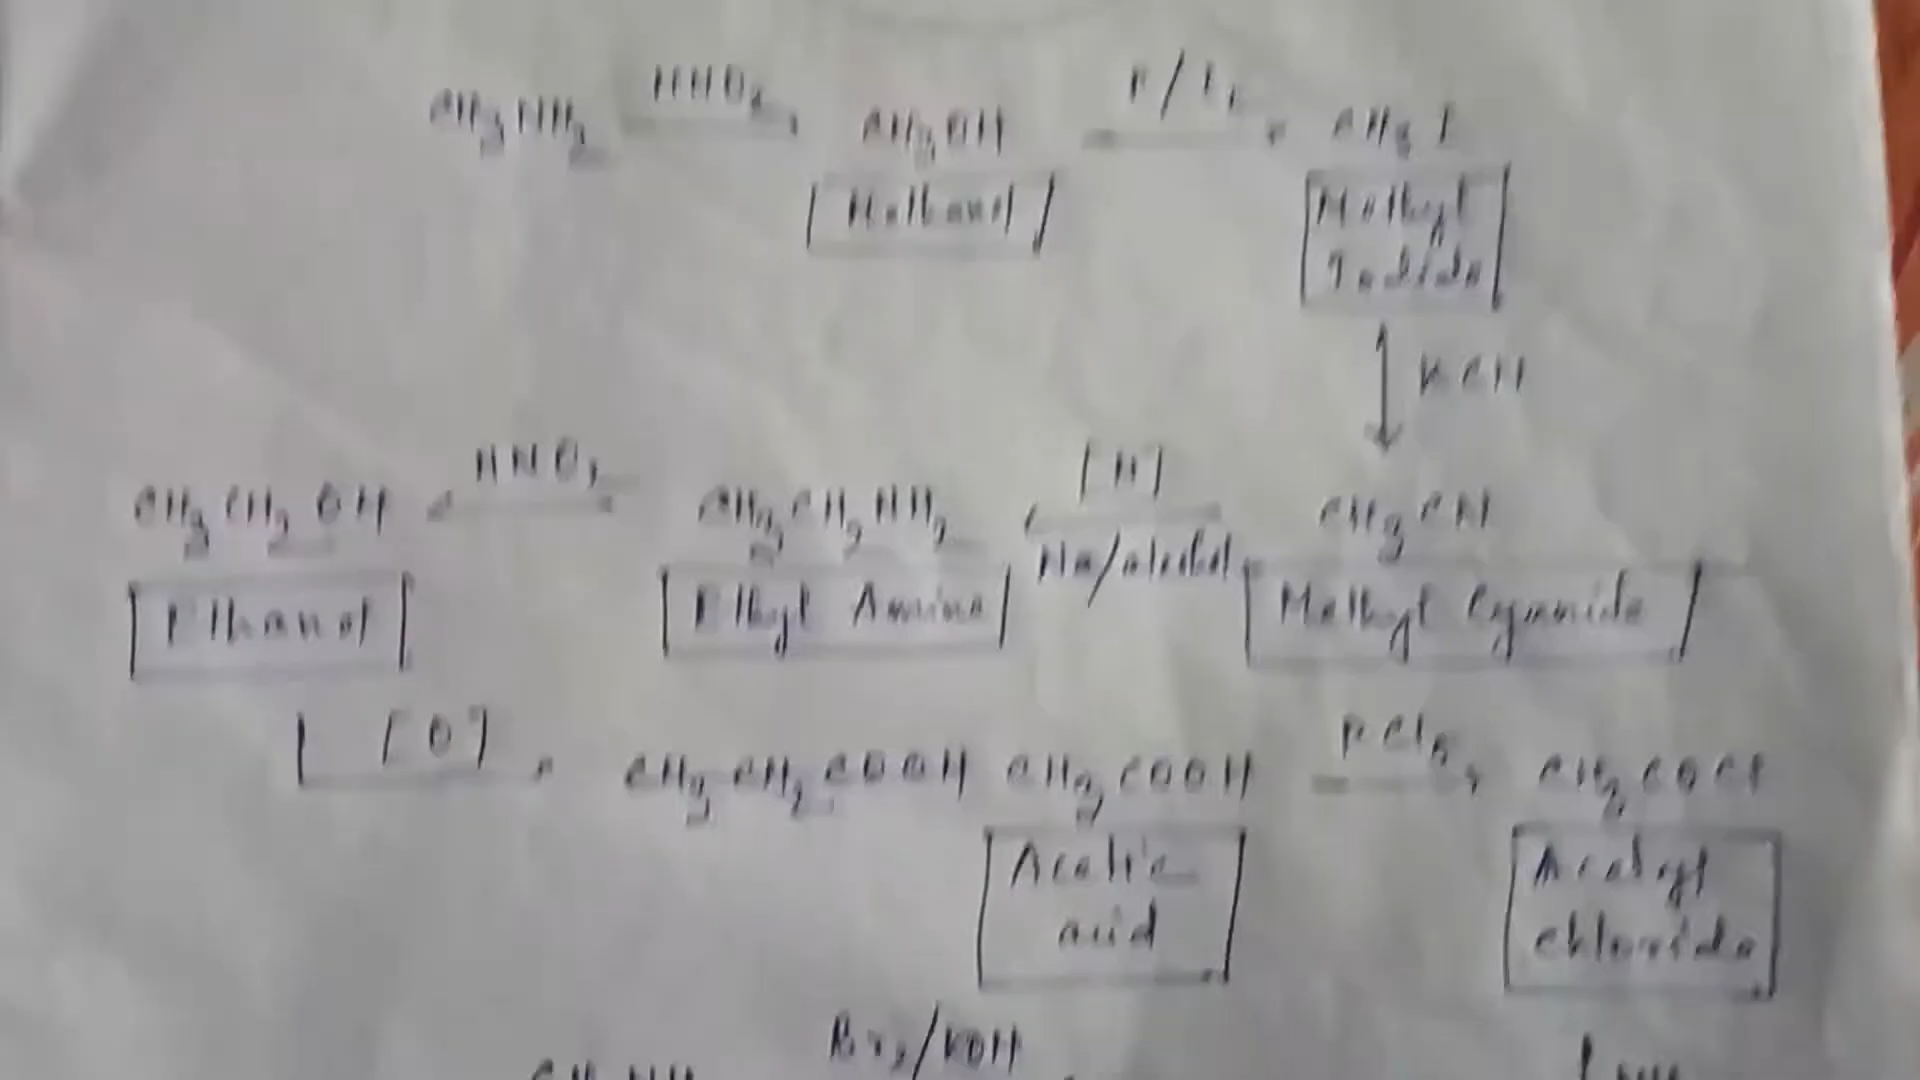 CH3NH2 HNO2 CH3OH P/I2 CH3I
Methanol Methyl
Iodide
KCN
CH3CH2OH HNO2 CH3CH2NH2 [H] CH3CN
Na/alcohol
Ethanol Ethyl Amine Methyl Cyanide
[O] CH3CH2COOH CH3COOH PCl5 CH3COCl
Acetic Acetyl
acid chloride
Br2/KOH